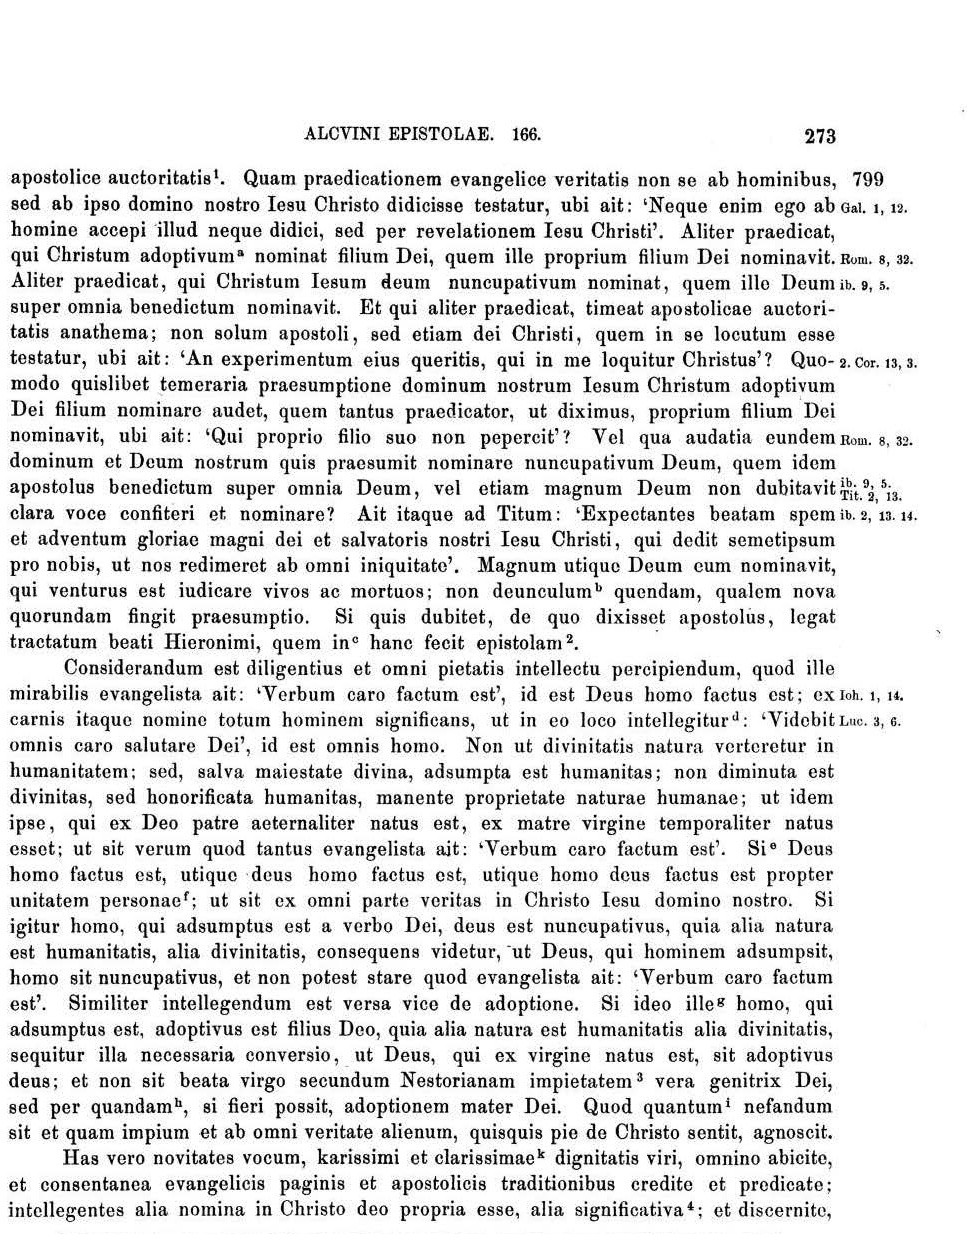 ALCVINI EPISTOLAE. 166. 273
apostolice auctoritatis¹. Quam praedicationem evangelice veritatis non se ab hominibus, 799
sed ab ipso domino nostro Iesu Christo didicisse testatur, ubi ait: ‘Neque enim ego ab Gal. 1, 12.
homine accepi illud neque didici, sed per revelationem Iesu Christi’. Aliter praedicat,
qui Christum adoptivumᵃ nominat filium Dei, quem ille proprium filium Dei nominavit. Rom. 8, 32.
Aliter praedicat, qui Christum Iesum deum nuncupativum nominat, quem ille Deum ib. 9, 5.
super omnia benedictum nominavit. Et qui aliter praedicat, timeat apostolicae auctori-
tatis anathema; non solum apostoli, sed etiam dei Christi, quem in se locutum esse
testatur, ubi ait: ‘An experimentum eius queritis, qui in me loquitur Christus’? Quo- 2. Cor. 13, 3.
modo quislibet temeraria praesumptione dominum nostrum Iesum Christum adoptivum
Dei filium nominare audet, quem tantus praedicator, ut diximus, proprium filium Dei
nominavit, ubi ait: ‘Qui proprio filio suo non pepercit’? Vel qua audatia eundem Rom. 8, 32.
dominum et Deum nostrum quis praesumit nominare nuncupativum Deum, quem idem
apostolus benedictum super omnia Deum, vel etiam magnum Deum non dubitavit ib. 9, 5. Tit. 2, 13.
clara voce confiteri et nominare? Ait itaque ad Titum: ‘Expectantes beatam spem ib. 2, 13. 14.
et adventum gloriae magni dei et salvatoris nostri Iesu Christi, qui dedit semetipsum
pro nobis, ut nos redimeret ab omni iniquitate’. Magnum utique Deum eum nominavit,
qui venturus est iudicare vivos ac mortuos; non deunculumᵇ quendam, qualem nova
quorundam fingit praesumptio. Si quis dubitet, de quo dixisset apostolus, legat
tractatum beati Hieronimi, quem inᶜ hanc fecit epistolam².
Considerandum est diligentius et omni pietatis intellectu percipiendum, quod ille
mirabilis evangelista ait: ‘Verbum caro factum est’, id est Deus homo factus est; ex Ioh. 1, 14.
carnis itaque nomine totum hominem significans, ut in eo loco intellegiturᵈ: ‘Videbit Luc. 3, 6.
omnis caro salutare Dei’, id est omnis homo. Non ut divinitatis natura verteretur in
humanitatem; sed, salva maiestate divina, adsumpta est humanitas; non diminuta est
divinitas, sed honorificata humanitas, manente proprietate naturae humanae; ut idem
ipse, qui ex Deo patre aeternaliter natus est, ex matre virgine temporaliter natus
esset; ut sit verum quod tantus evangelista ait: ‘Verbum caro factum est’. Siᵉ Deus
homo factus est, utique deus homo factus est, utique homo deus factus est propter
unitatem personaeᶠ; ut sit ex omni parte veritas in Christo Iesu domino nostro. Si
igitur homo, qui adsumptus est a verbo Dei, deus est nuncupativus, quia alia natura
est humanitatis, alia divinitatis, consequens videtur, ut Deus, qui hominem adsumpsit,
homo sit nuncupativus, et non potest stare quod evangelista ait: ‘Verbum caro factum
est’. Similiter intellegendum est versa vice de adoptione. Si ideo illeᵍ homo, qui
adsumptus est, adoptivus est filius Deo, quia alia natura est humanitatis alia divinitatis,
sequitur illa necessaria conversio, ut Deus, qui ex virgine natus est, sit adoptivus
deus; et non sit beata virgo secundum Nestorianam impietatem³ vera genitrix Dei,
sed per quandamʰ, si fieri possit, adoptionem mater Dei. Quod quantumⁱ nefandum
sit et quam impium et ab omni veritate alienum, quisquis pie de Christo sentit, agnoscit.
Has vero novitates vocum, karissimi et clarissimaeᵏ dignitatis viri, omnino abicite,
et consentanea evangelicis paginis et apostolicis traditionibus credite et predicate;
intellegentes alia nomina in Christo deo propria esse, alia significativa⁴; et discernite,